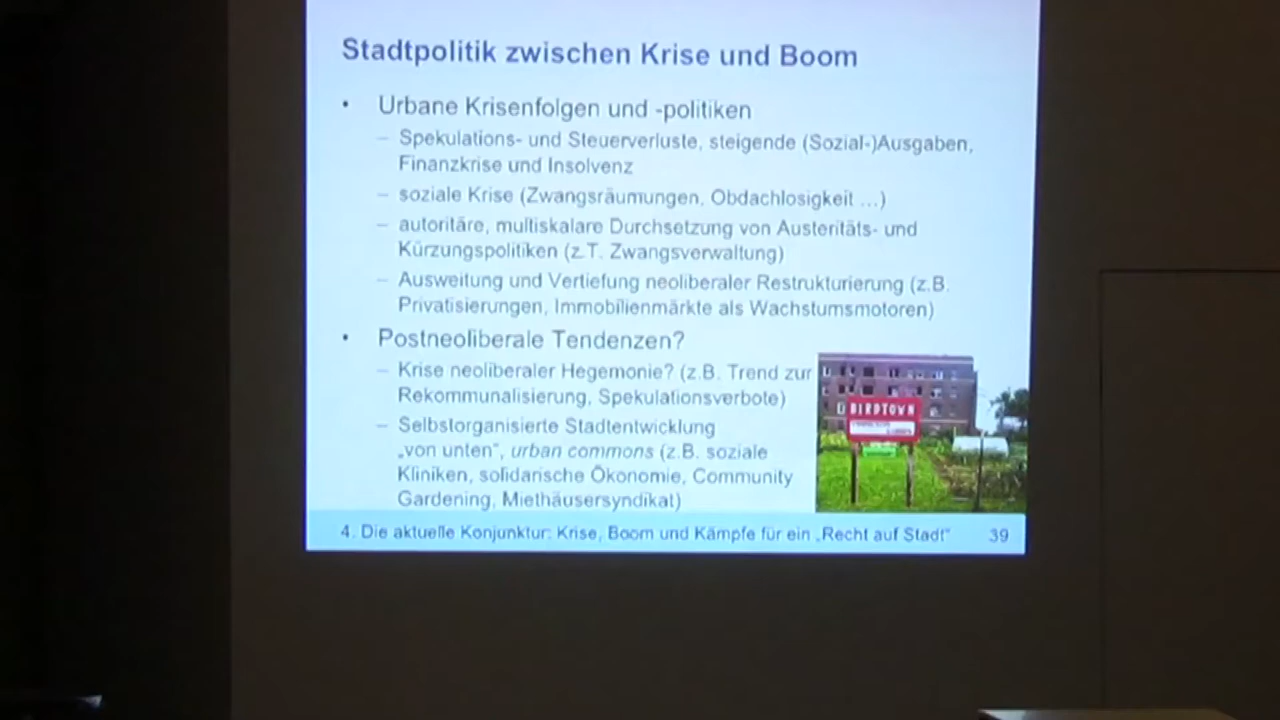 Stadtpolitik zwischen Krise und Boom
• Urbane Krisenfolgen und -politiken
– Spekulations- und Steuerverluste, steigende (Sozial-)Ausgaben,
Finanzkrise und Insolvenz
– soziale Krise (Zwangsräumungen, Obdachlosigkeit ...)
– autoritäre, multiskalare Durchsetzung von Austeritäts- und
Kürzungspolitiken (z.T. Zwangsverwaltung)
– Ausweitung und Vertiefung neoliberaler Restrukturierung (z.B.
Privatisierungen, Immobilienmärkte als Wachstumsmotoren)
• Postneoliberale Tendenzen?
– Krise neoliberaler Hegemonie? (z.B. Trend zur
Rekommunalisierung, Spekulationsverbote)
– Selbstorganisierte Stadtentwicklung
„von unten“, urban commons (z.B. soziale
Kliniken, solidarische Ökonomie, Community
Gardening, Miethäusersyndikat)
BIRDTOWN
4. Die aktuelle Konjunktur: Krise, Boom und Kämpfe für ein „Recht auf Stadt“ 39